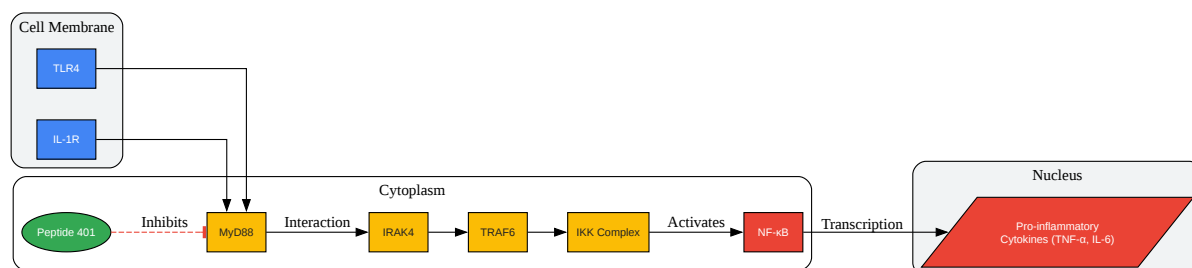 Cell Membrane
TLR4
IL-1R
Cytoplasm
Nucleus
Peptide 401
Inhibits
MyD88
Interaction
IRAK4
TRAF6
IKK Complex
Activates
NF-κB
Transcription
Pro-inflammatory
Cytokines (TNF-α, IL-6)